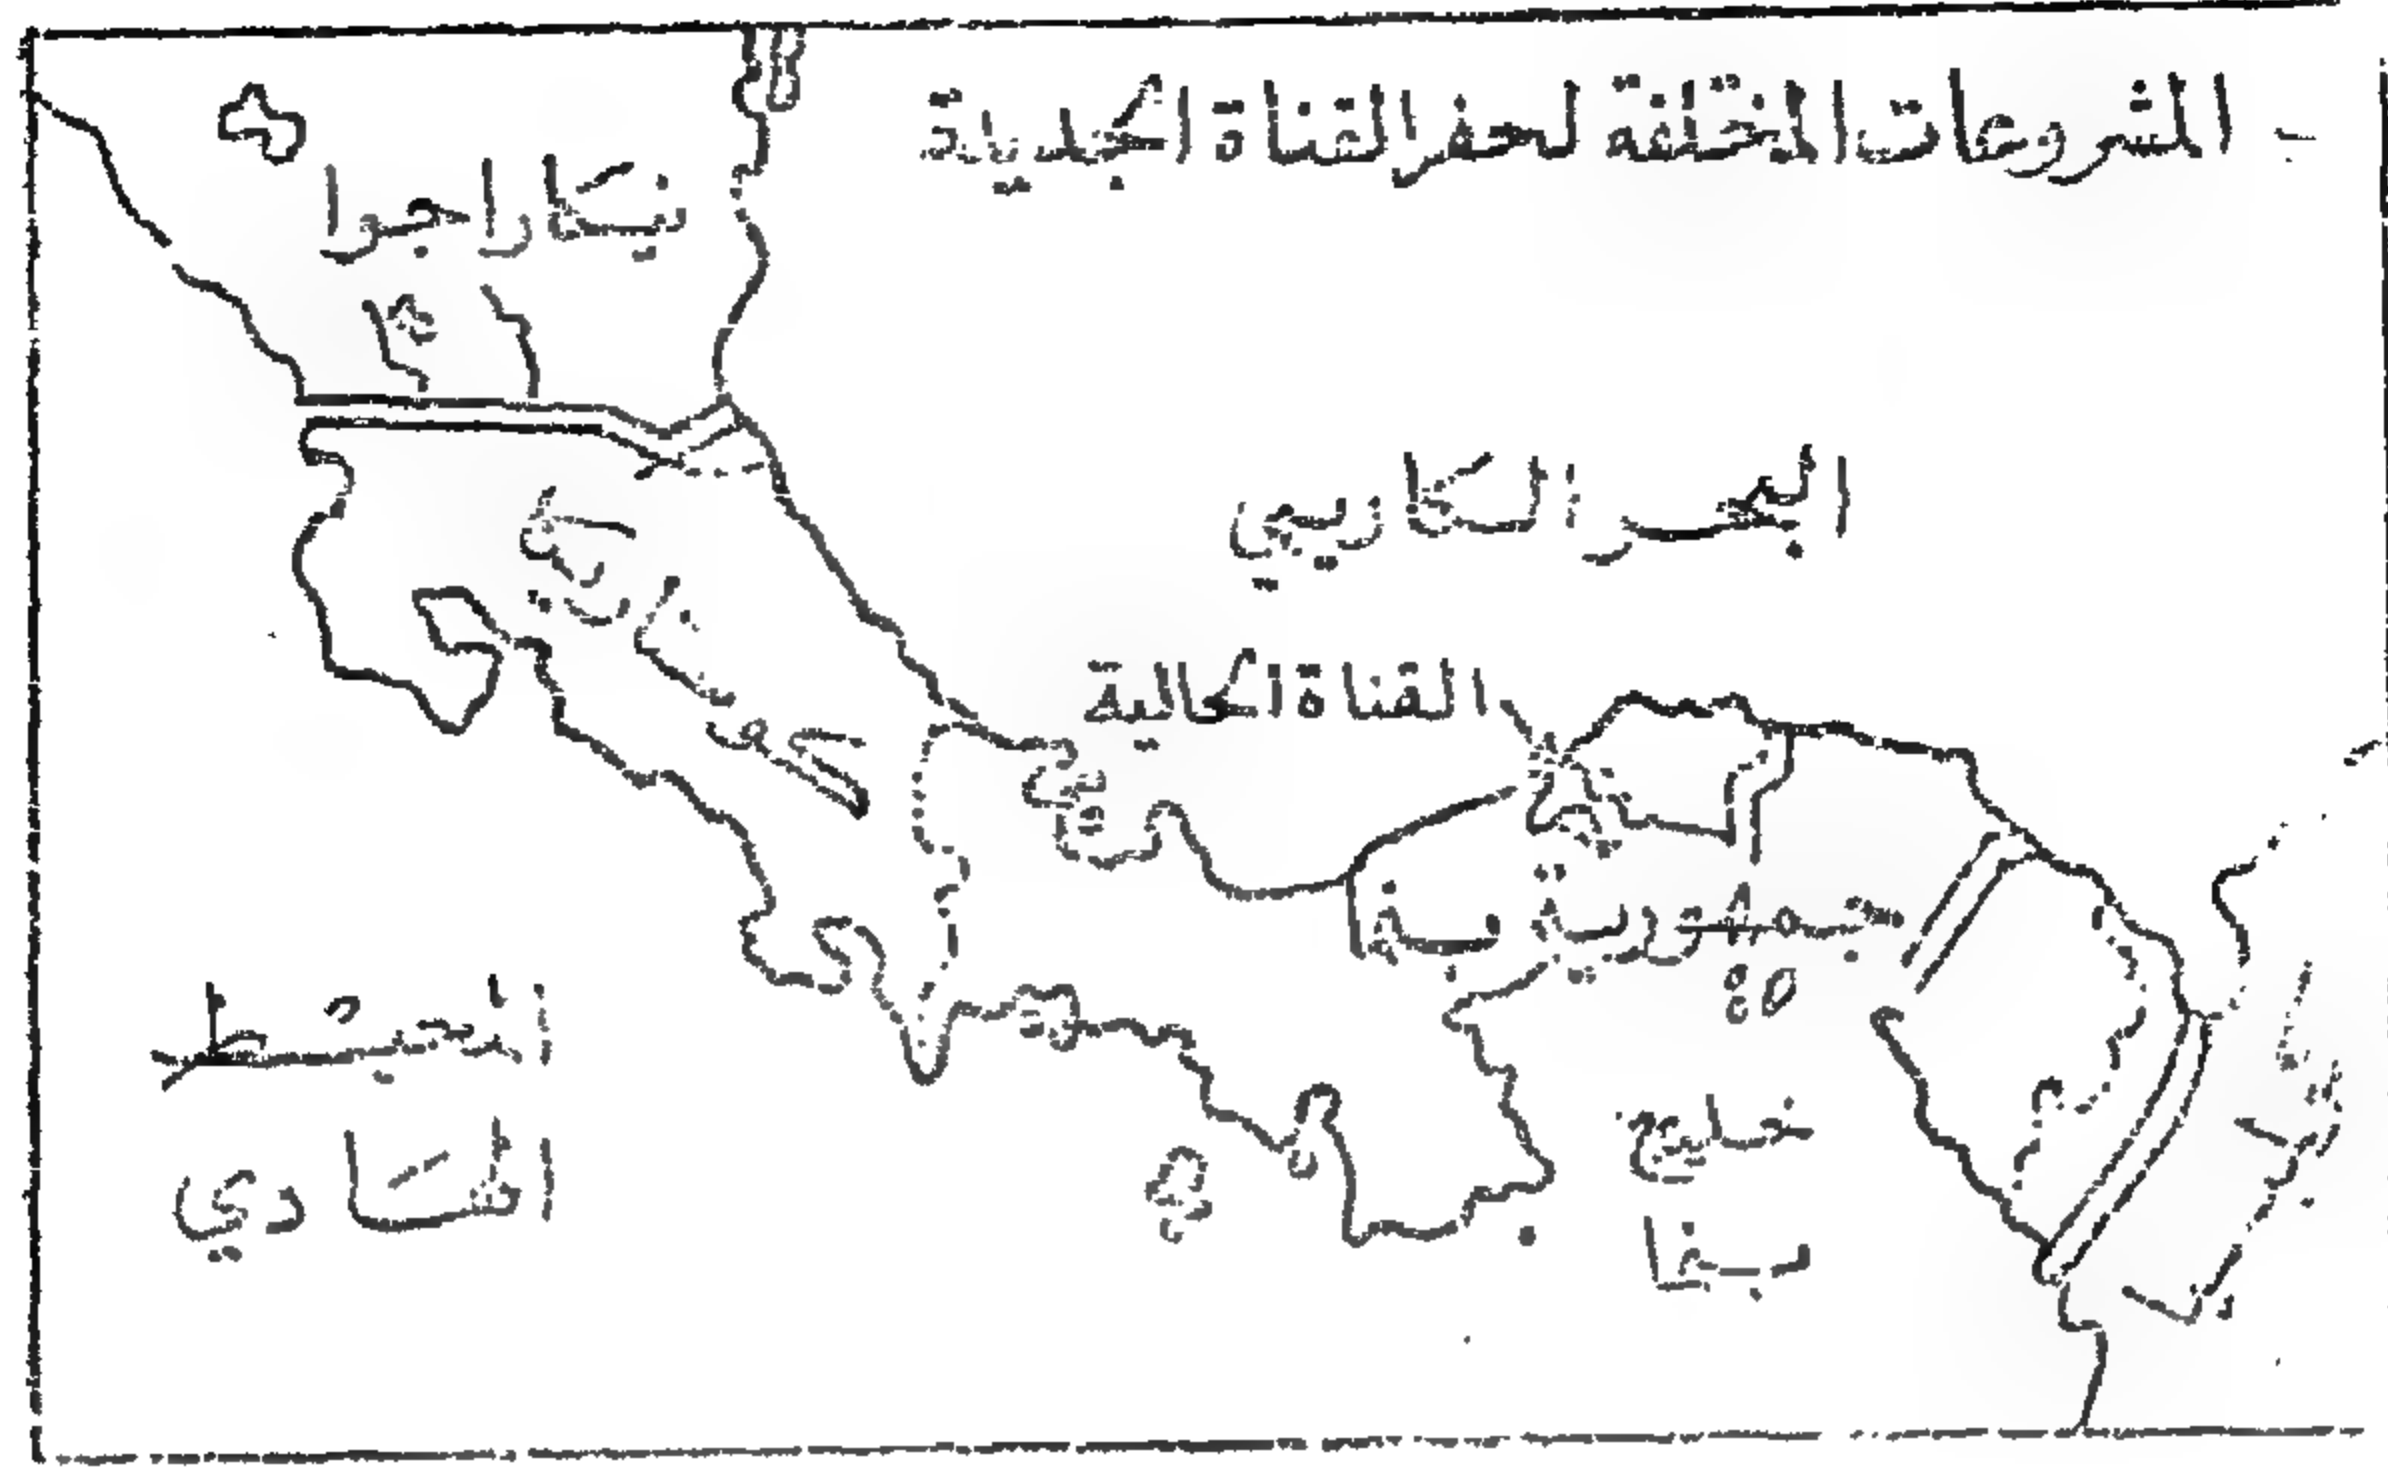 - المشروعات المختلفة لحفر القناة الجديدة
نيكاراجوا
البحر الكاريبي
كوستاريكا
القناة الحالية
جمهورية بنما
خليج
بنما
المحيط
الهادي